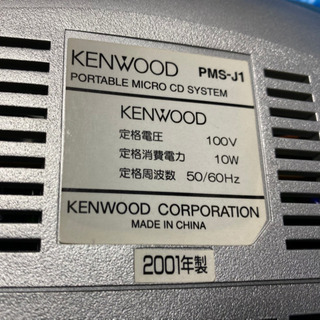 KENWOOD PMS-J1
PORTABLE MICRO CD SYSTEM
KENWOOD
定格電圧 100V
定格消費電力 10W
定格周波数 50/60Hz
KENWOOD CORPORATION
MADE IN CHINA
2001年製